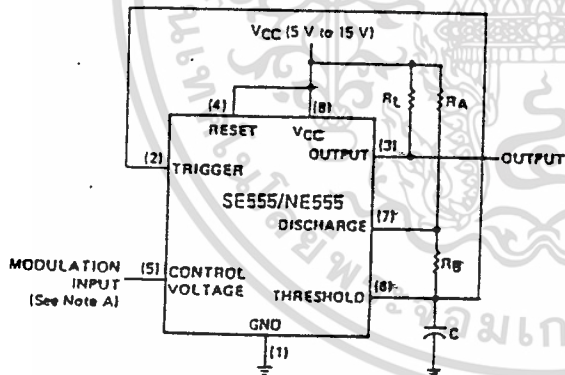 VCC (5 V to 15 V)
(4)
(8)
RL
RA
RESET
VCC
OUTPUT
(3)
OUTPUT
(2)
TRIGGER
SE555/NE555
DISCHARGE
(7)
RB
MODULATION
INPUT
(See Note A)
(5)
CONTROL
VOLTAGE
THRESHOLD
(6)
GND
(1)
C